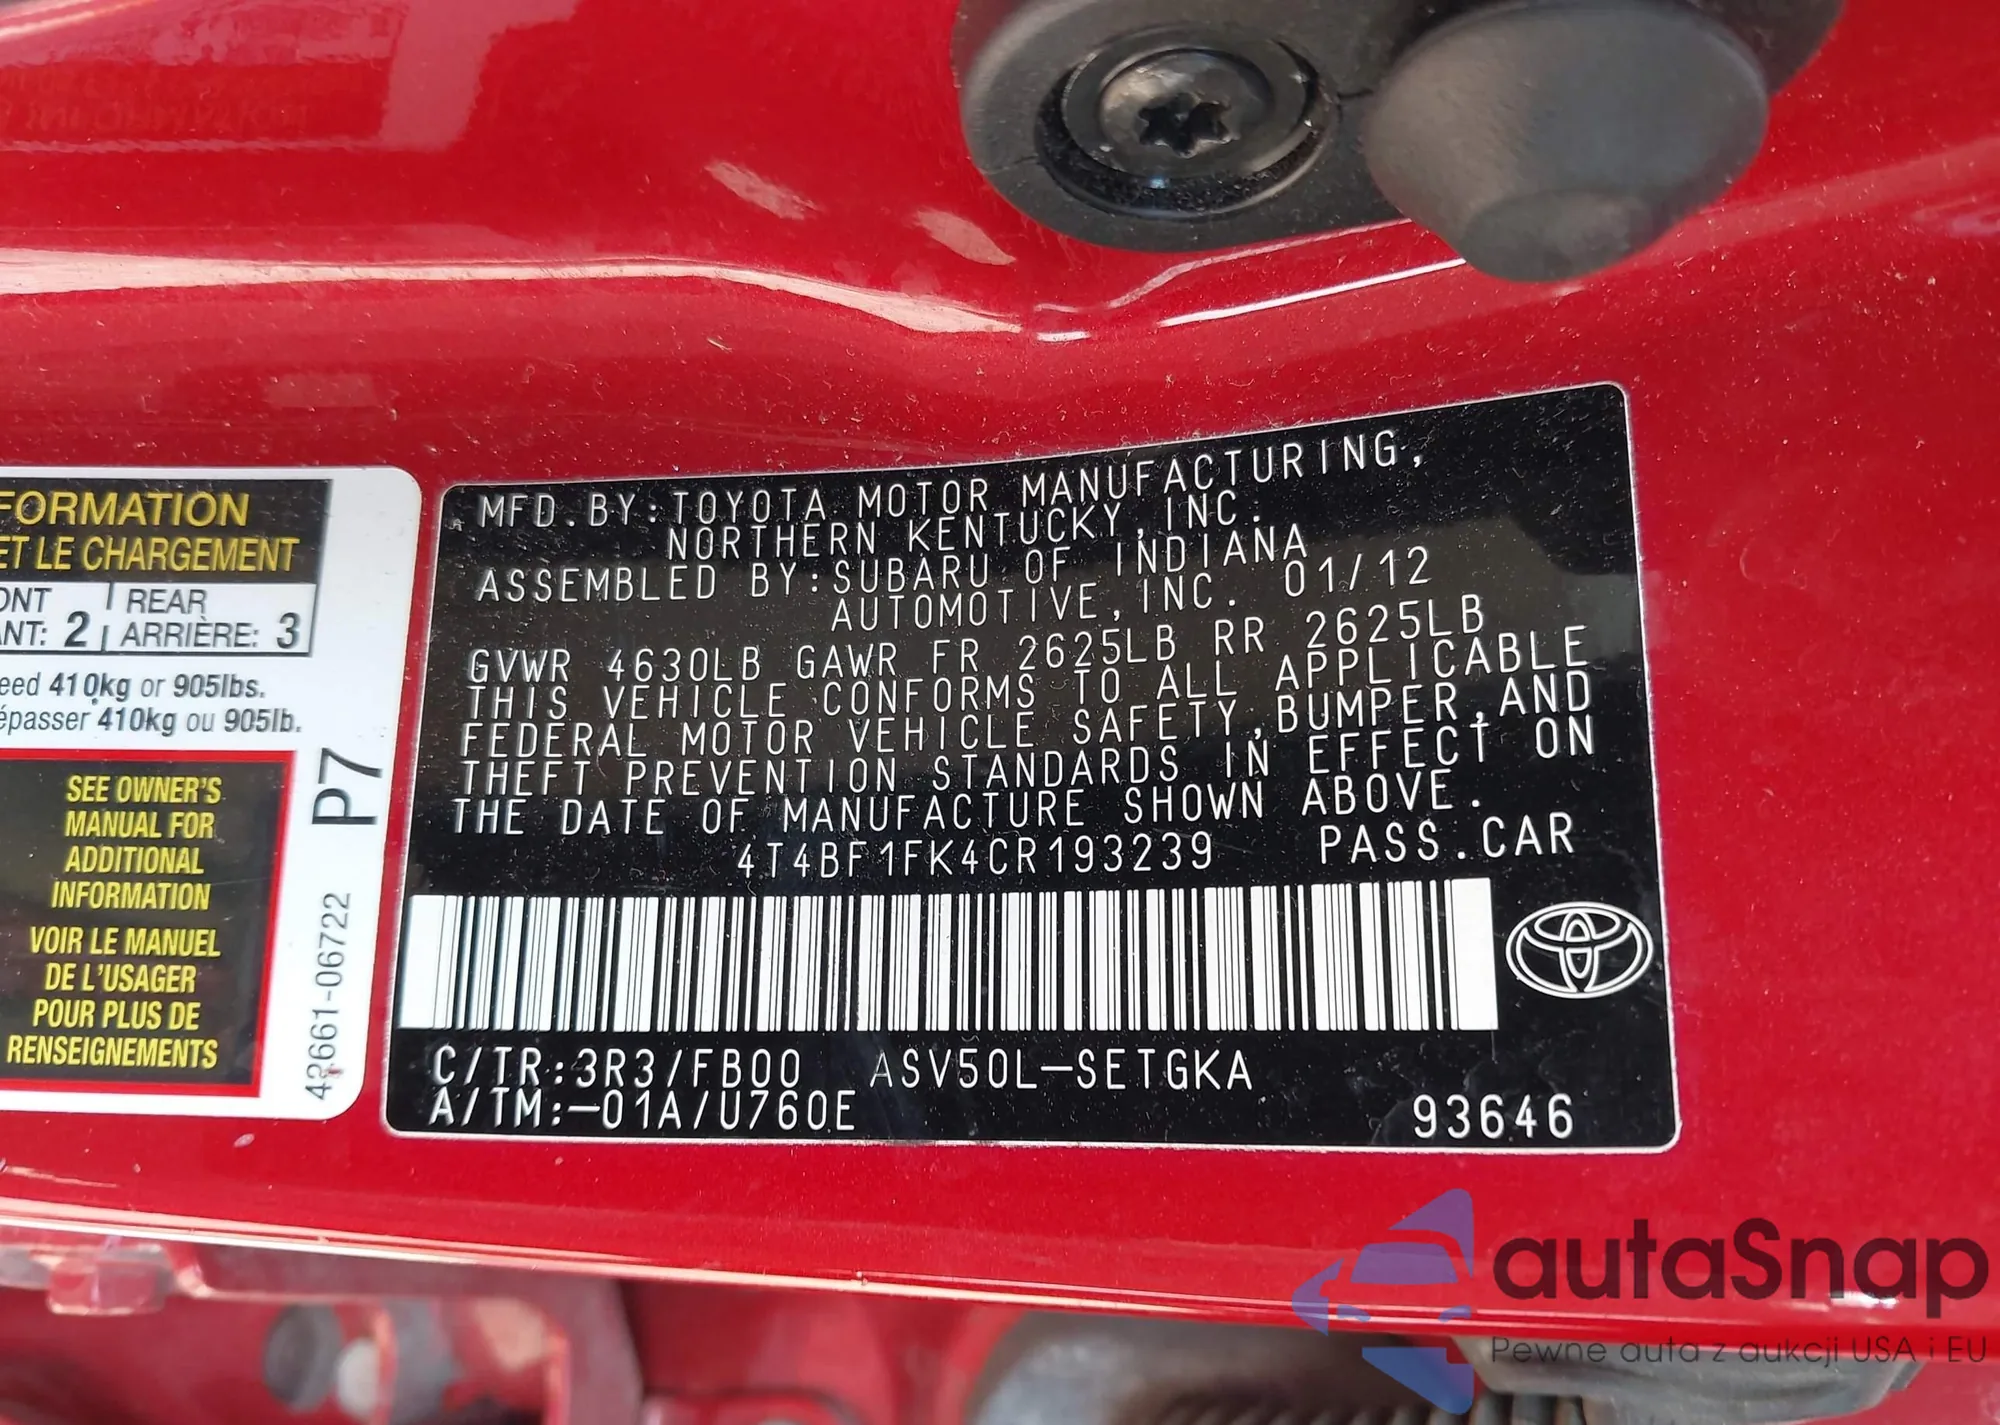 FORMATION
ET LE CHARGEMENT
REAR
ARRIÈRE: 3
2
410kg or 905lbs.
410kg ou 905lb.
SEE OWNER'S
MANUAL FOR
ADDITIONAL
INFORMATION
VOIR LE MANUEL
DE L'USAGER
POUR PLUS DE
RENSEIGNEMENTS
P7
42661-06722
MFD.BY:TOYOTA MOTOR MANUFACTURING,
NORTHERN KENTUCKY,INC.
ASSEMBLED BY:SUBARU OF INDIANA
AUTOMOTIVE,INC. 01/12
GVWR 4630LB GAWR FR 2625LB RR 2625LB
THIS VEHICLE CONFORMS TO ALL APPLICABLE
FEDERAL MOTOR VEHICLE SAFETY,BUMPER,AND
THEFT PREVENTION STANDARDS IN EFFECT ON
THE DATE OF MANUFACTURE SHOWN ABOVE.
4T4BF1FK4CR193239 PASS.CAR
C/TR:3R3/FB00 ASV50L-SETGKA
A/TM:-01A/U760E 93646
autaSnap
Pewne auta z aukcji USA i EU